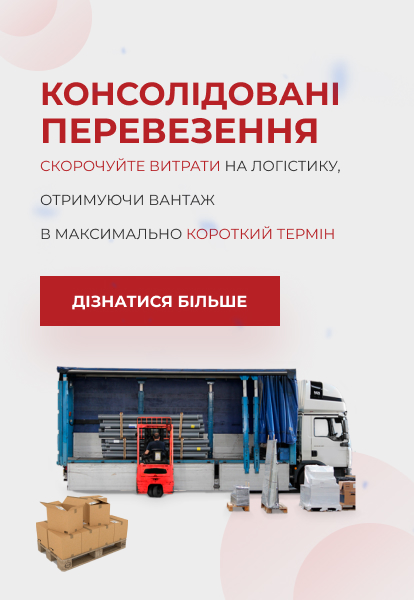 КОНСОЛІДОВАНІ
ПЕРЕВЕЗЕННЯ
СКОРОЧУЙТЕ ВИТРАТИ НА ЛОГІСТИКУ,
ОТРИМУЮЧИ ВАНТАЖ
В МАКСИМАЛЬНО КОРОТКИЙ ТЕРМІН
ДІЗНАТИСЯ БІЛЬШЕ